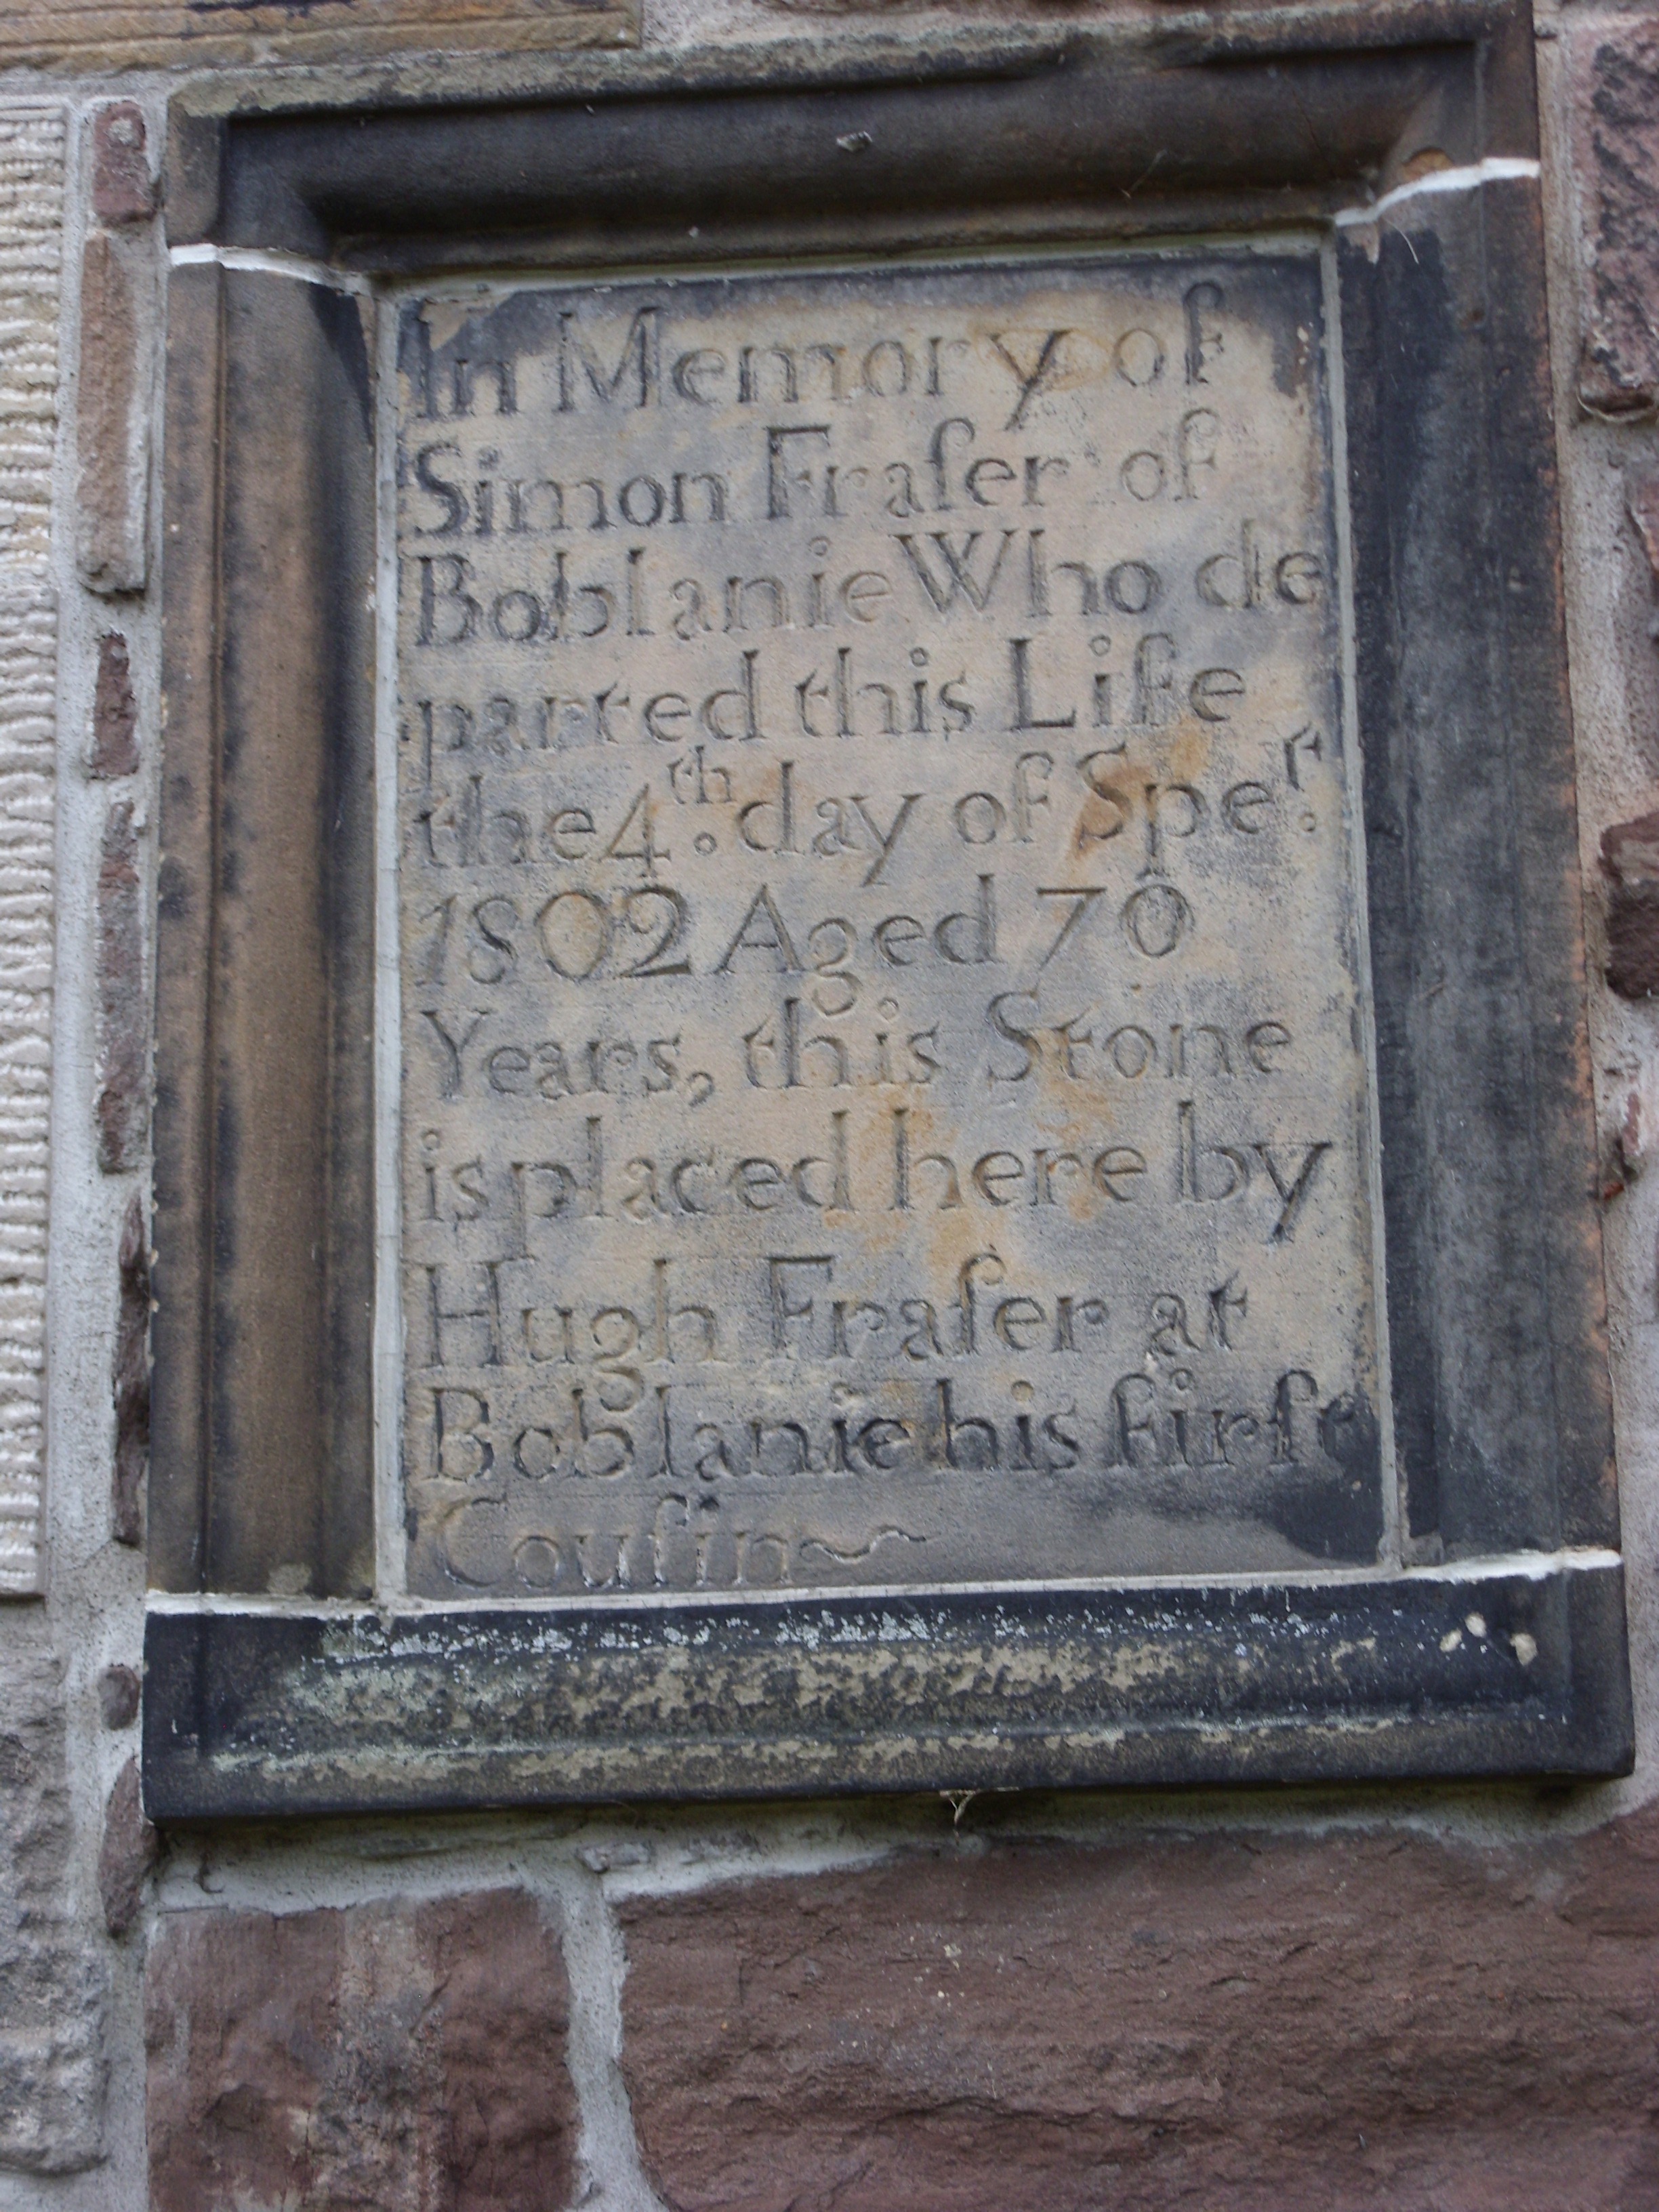 In Memory of
Simon Fraſer of
Boblanie Who de
parted this Life
the 4th. day of Sper.
1802 Aged 70
Years, this Stone
is placed here by
Hugh Fraſer at
Boblanie his firſt
Couſin~